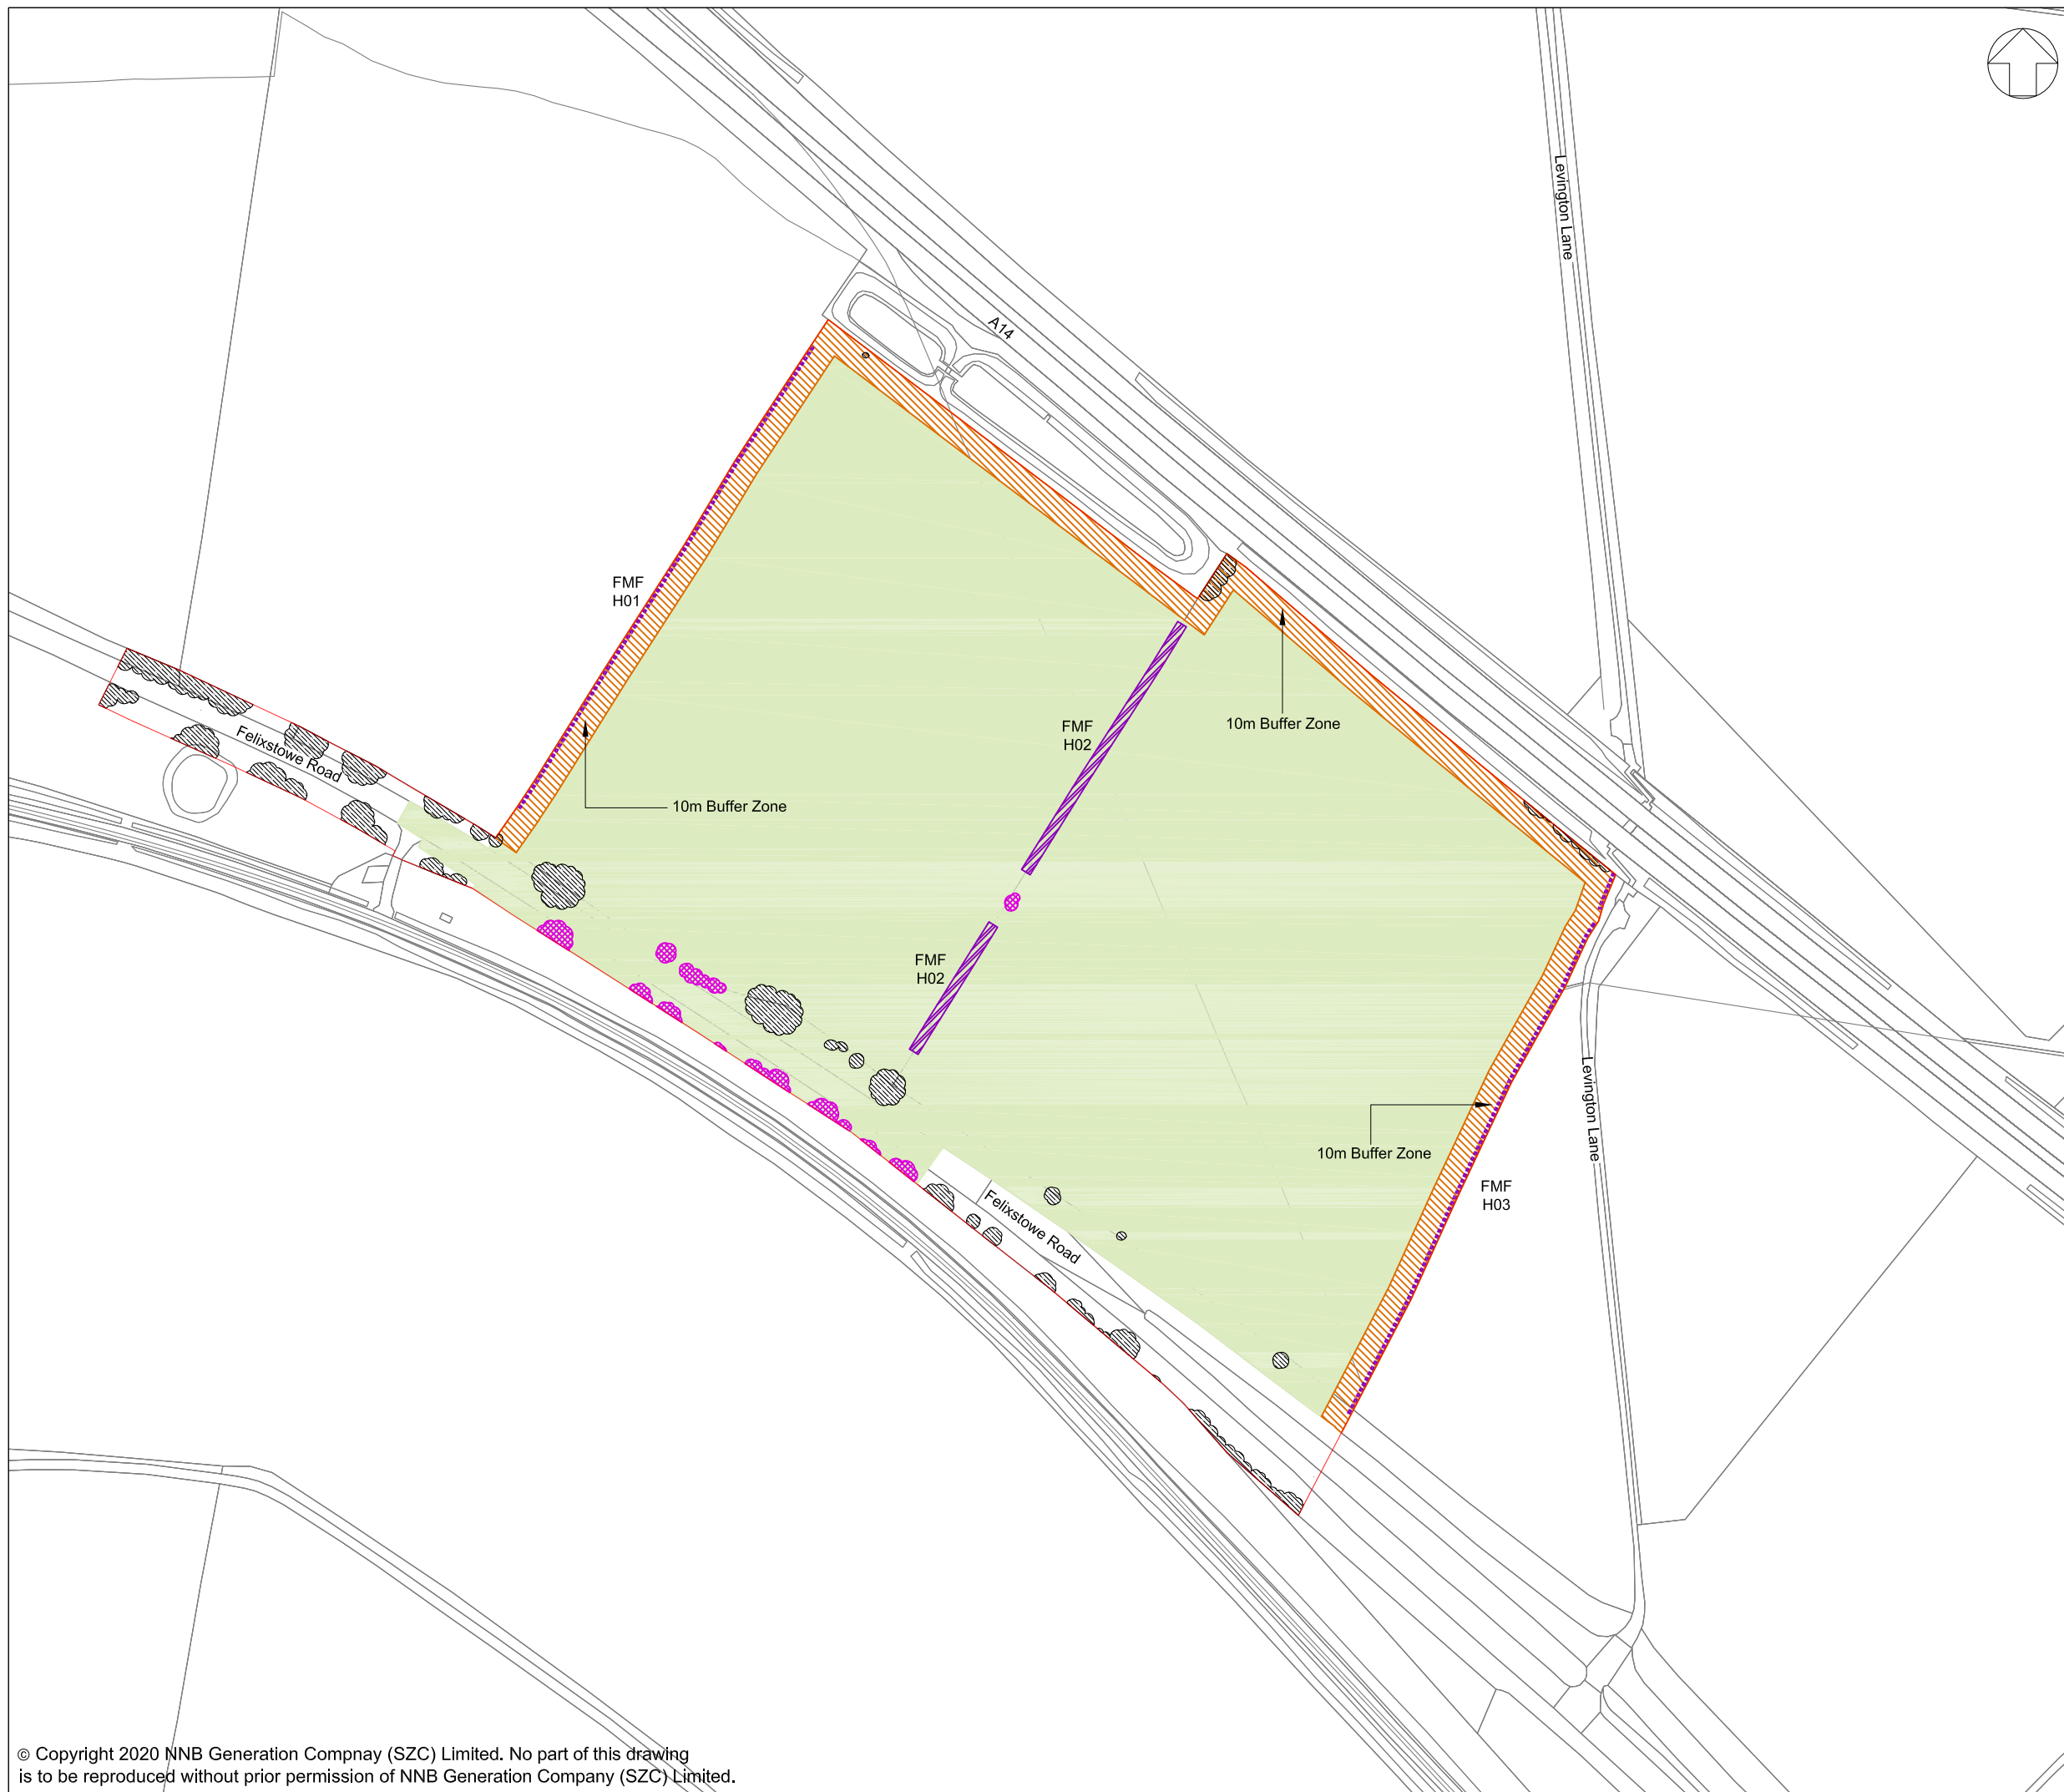 Levington Lane
A14
FMF
H01
FMF
H02
10m Buffer Zone
Felixstowe Road
10m Buffer Zone
FMF
H02
Levington Lane
10m Buffer Zone
FMF
H03
Felixstowe Road
© Copyright 2020 NNB Generation Compnay (SZC) Limited. No part of this drawing
is to be reproduced without prior permission of NNB Generation Company (SZC) Limited.